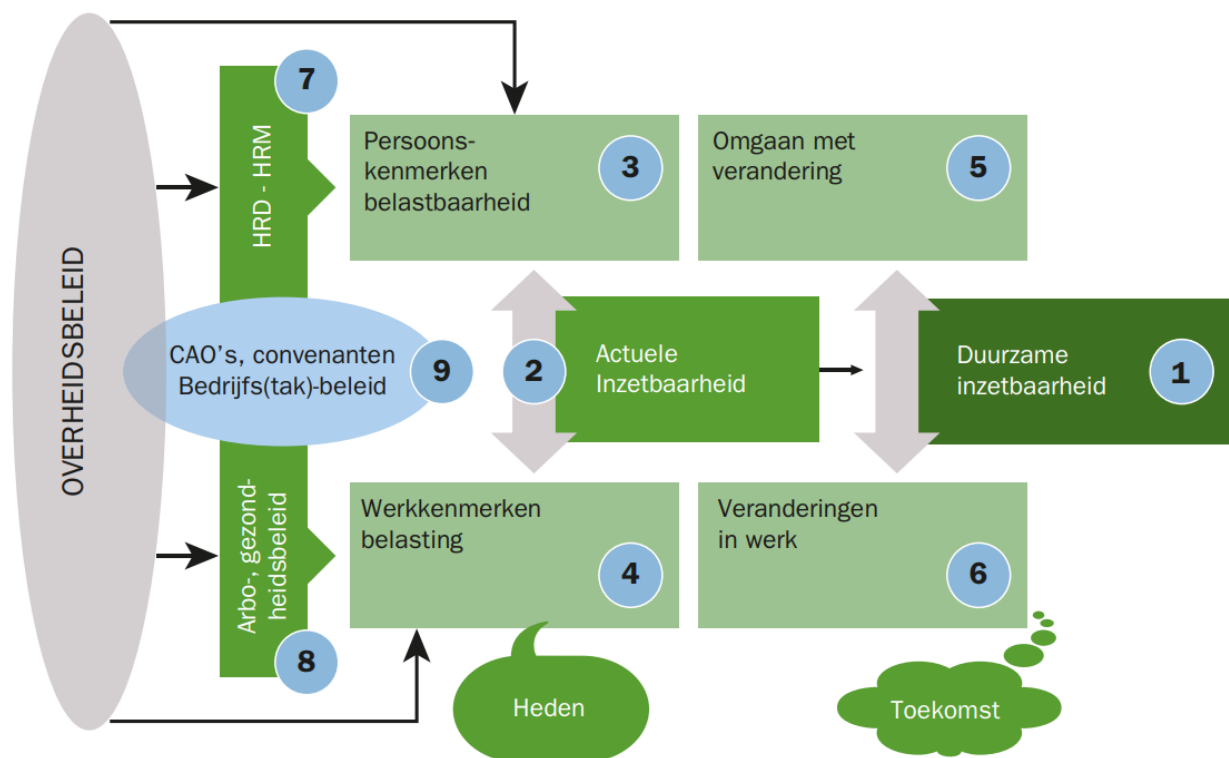 OVERHEIDSBELEID
7
HRD - HRM
Persoons-
kenmerken
belastbaarheid
3
Omgaan met
verandering
5
CAO's, convenanten
Bedrijfs(tak)-beleid
9
2
Actuele
Inzetbaarheid
Duurzame
inzetbaarheid
1
Arbo-, gezond-
heidsbeleid
8
Werkkenmerken
belasting
4
Veranderingen
in werk
6
Heden
Toekomst